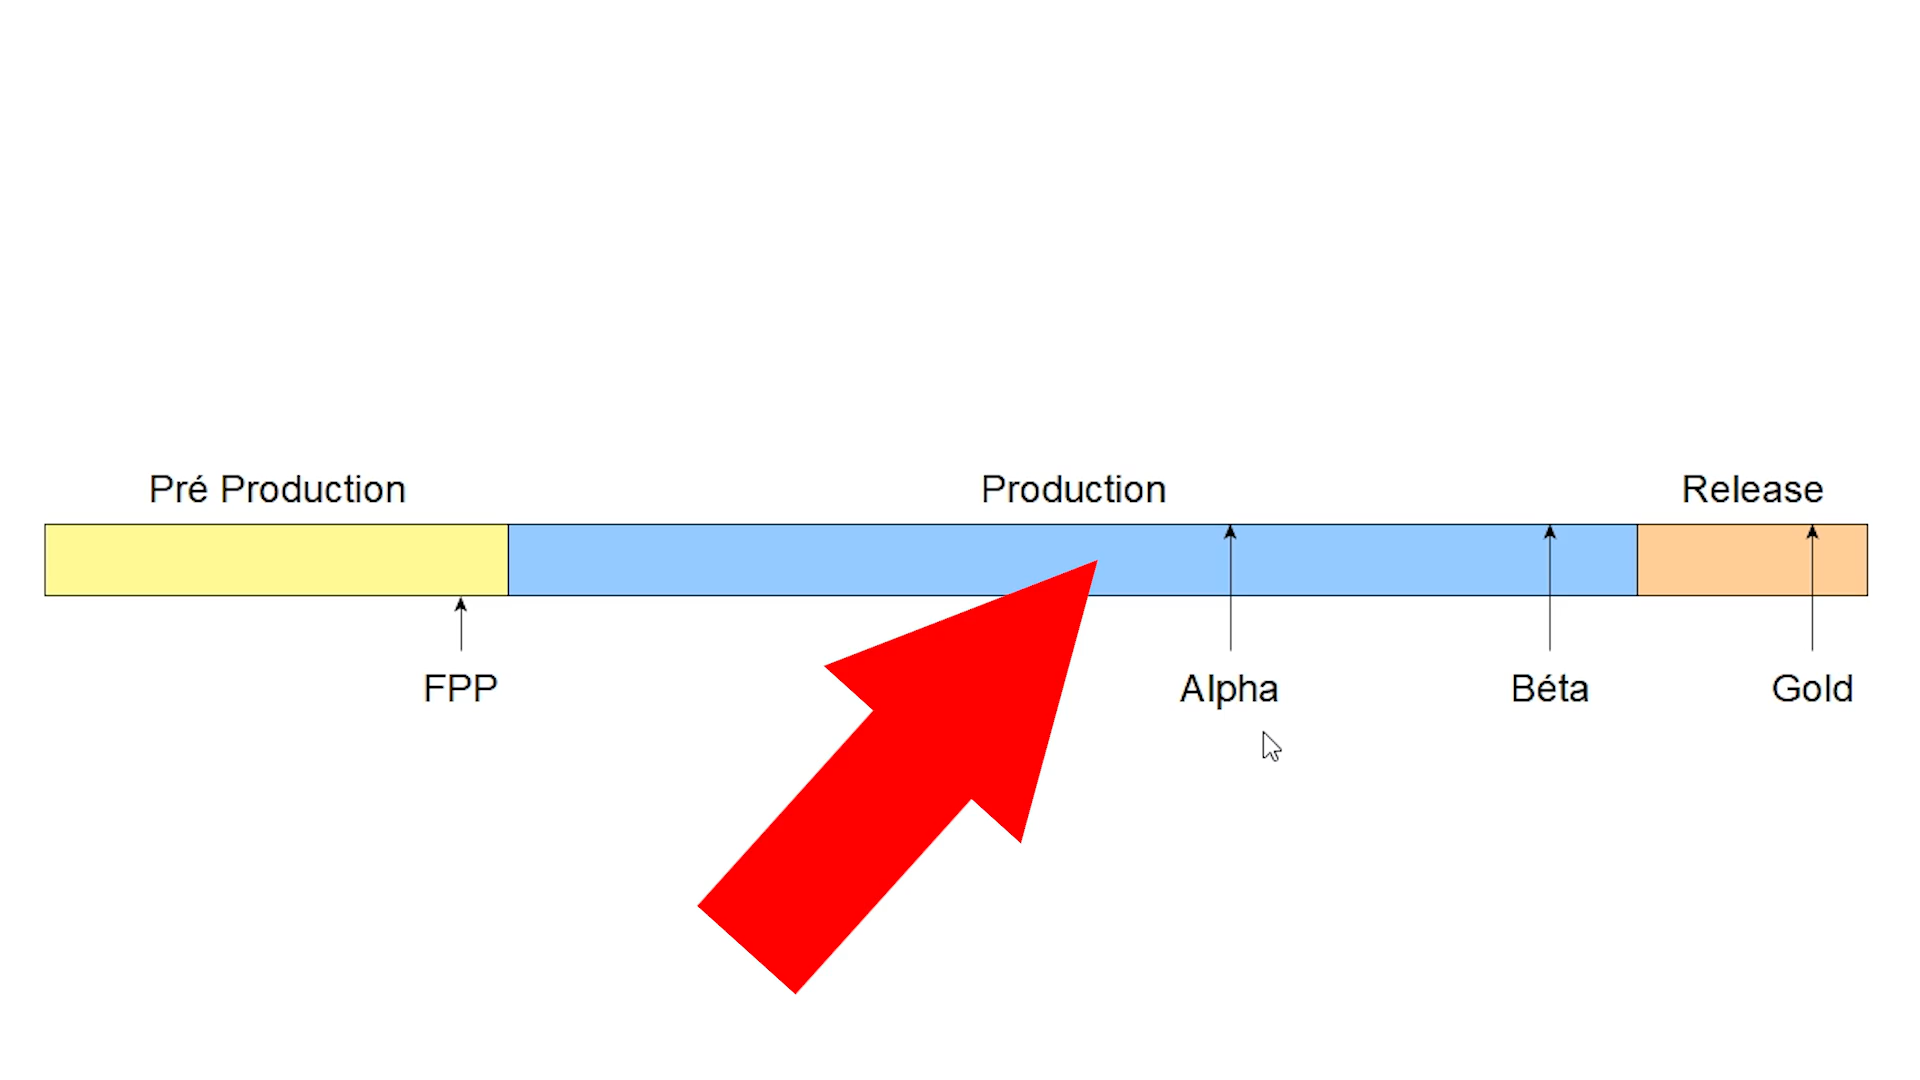 Pré Production
Production
Release
FPP
Alpha
Béta
Gold